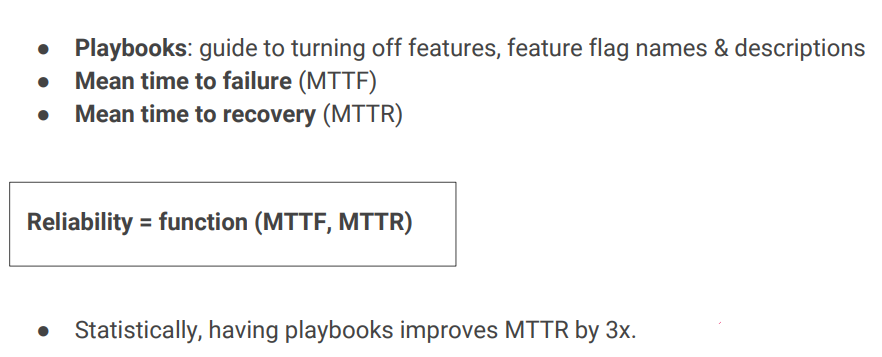 ● Playbooks: guide to turning off features, feature flag names & descriptions
● Mean time to failure (MTTF)
● Mean time to recovery (MTTR)
Reliability = function (MTTF, MTTR)
● Statistically, having playbooks improves MTTR by 3x.